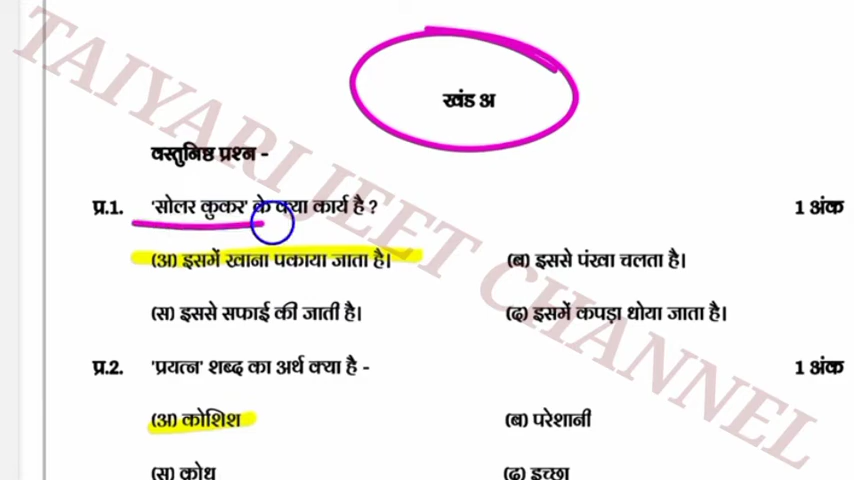 खंड अ
वस्तुनिष्ठ प्रश्न -
प्र.1. 'सोलर कुकर' के क्या कार्य है ? 1 अंक
(अ) इसमें खाना पकाया जाता है। (ब) इससे पंखा चलता है।
(स) इससे सफाई की जाती है। (द) इसमें कपड़ा धोया जाता है।
प्र.2. 'प्रयत्न' शब्द का अर्थ क्या है - 1 अंक
(अ) कोशिश (ब) परेशानी
(स) क्रोध (द) इच्छा
TAIYARI JEET CHANNEL